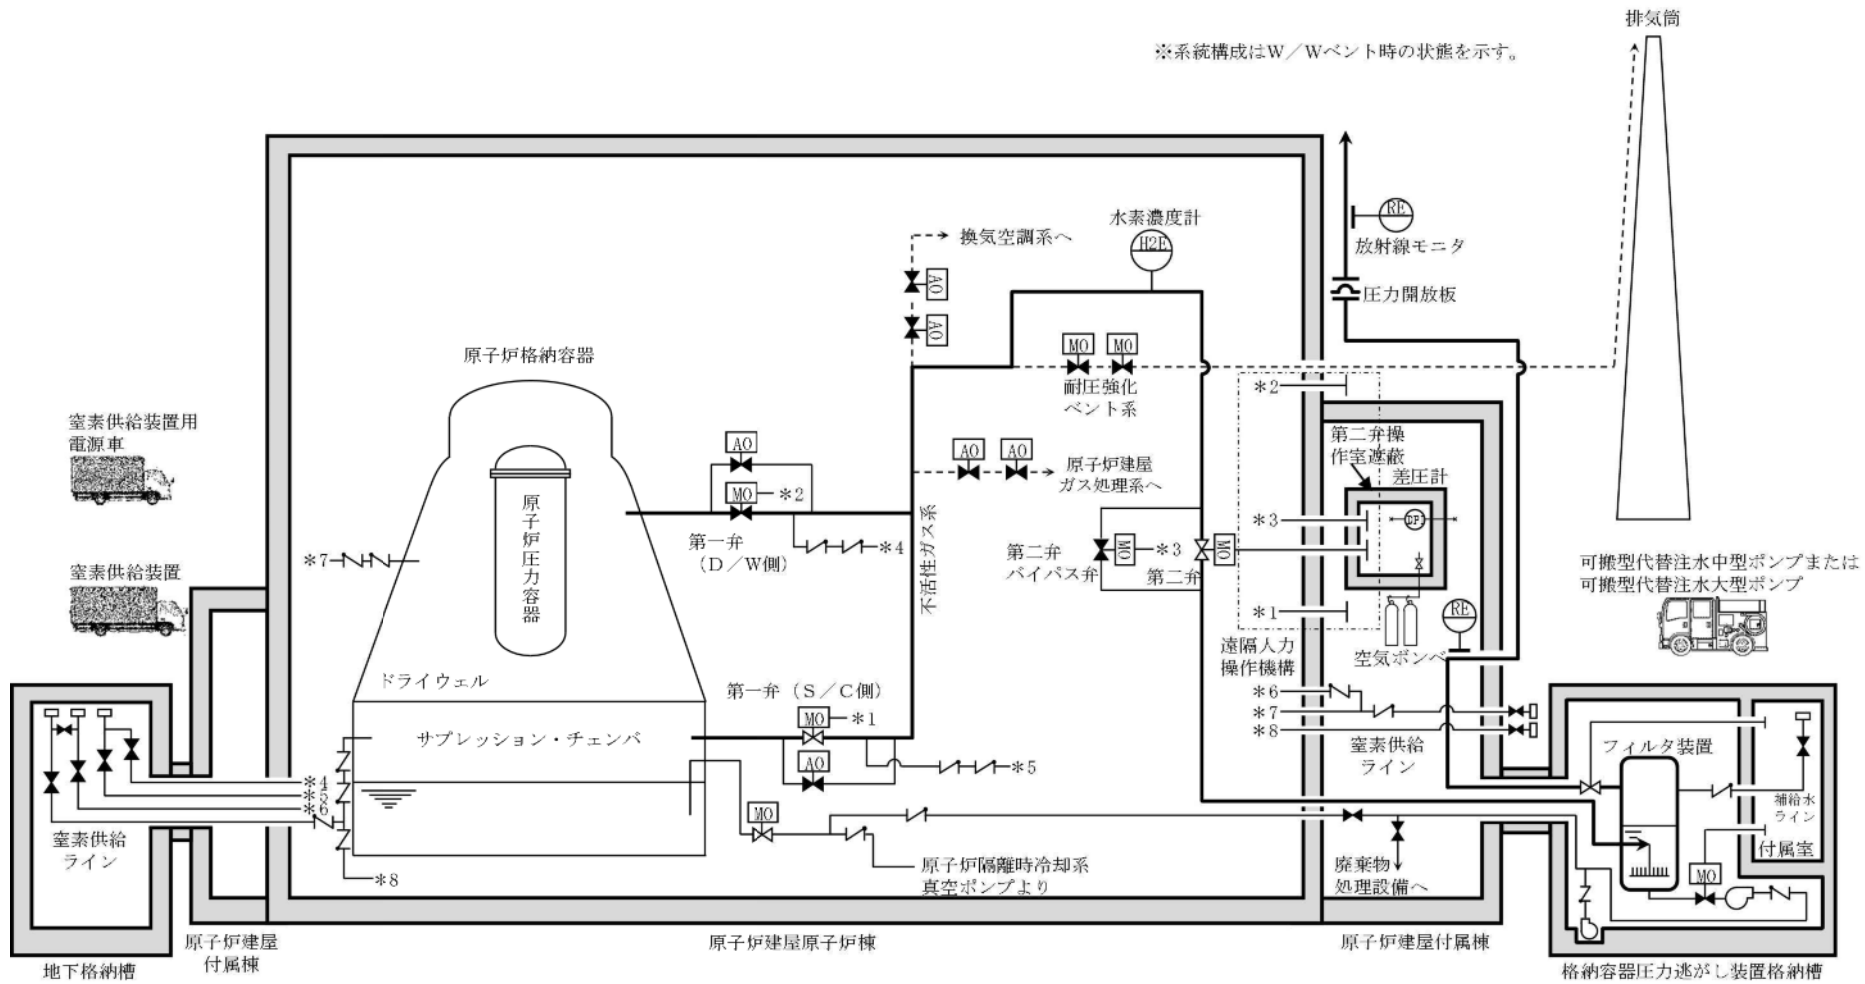 排気筒
※系統構成はW/Wベント時の状態を示す。
水素濃度計
H2E
RE
放射線モニタ
圧力開放板
換気空調系へ
AO
AO
MO
MO
耐圧強化
ベント系
AO
AO
原子炉建屋
ガス処理系へ
原子炉格納容器
原子炉圧力容器
窒素供給装置用
電源車
窒素供給装置
AO
MO
*2
第一弁
(D/W側)
*4
*7
不活性ガス系
ドライウェル
サプレッション・チェンバ
第一弁(S/C側)
MO
*1
AO
*5
第二弁
バイパス弁
MO
*3
第二弁
MO
*2
*3
*1
遠隔人力
操作機構
第二弁操
作室遮蔽
差圧計
DPI
空気ボンベ
RE
可搬型代替注水中型ポンプまたは
可搬型代替注水大型ポンプ
*6
*7
*8
窒素供給
ライン
フィルタ装置
補給水
ライン
付属室
MO
*4
*5
*6
窒素供給
ライン
*8
MO
原子炉隔離時冷却系
真空ポンプより
廃棄物
処理設備へ
地下格納槽
原子炉建屋
付属棟
原子炉建屋原子炉棟
原子炉建屋付属棟
格納容器圧力逃がし装置格納槽